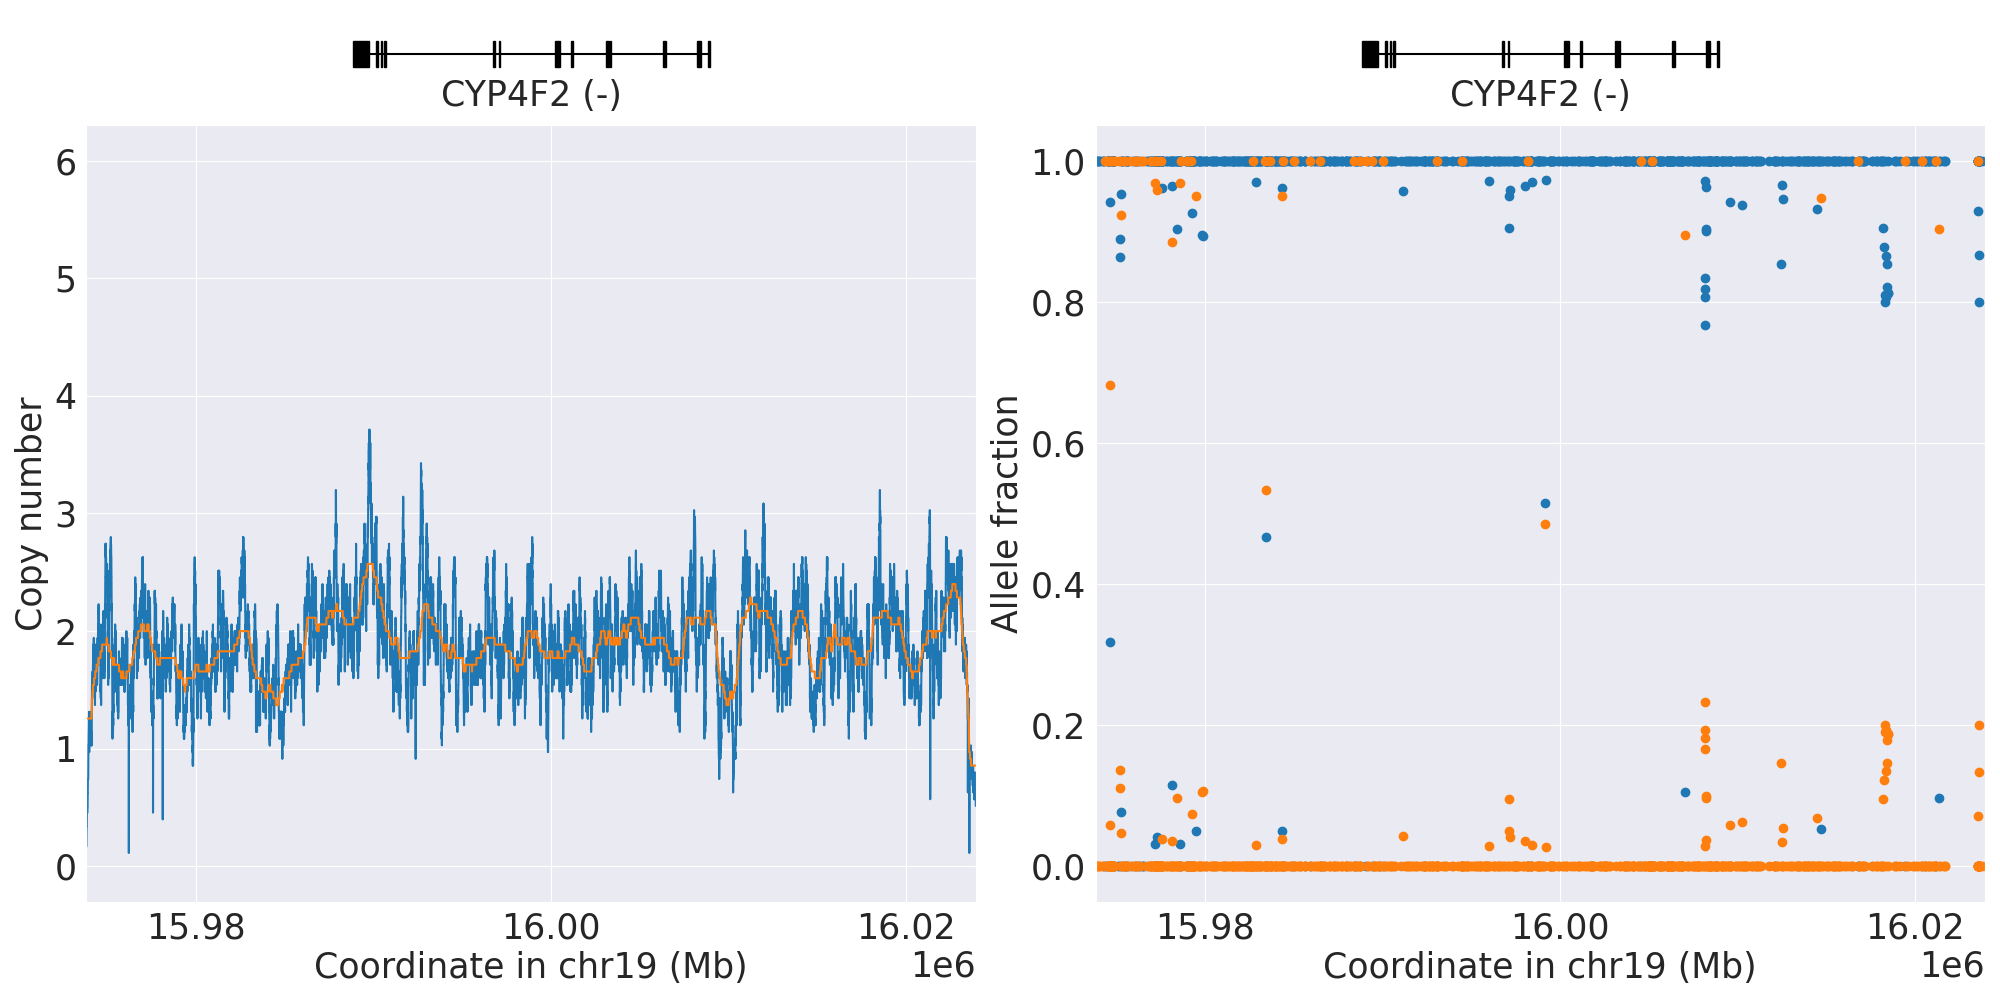 CYP4F2 (-)
6
5
4
3
2
1
0
Copy number
15.98
16.00
16.02
Coordinate in chr19 (Mb)
1e6
CYP4F2 (-)
1.0
0.8
0.6
0.4
0.2
0.0
Allele fraction
15.98
16.00
16.02
Coordinate in chr19 (Mb)
1e6